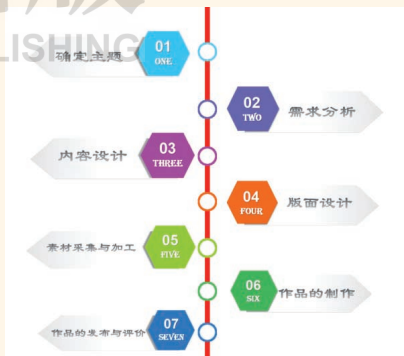 LISHING
确定主题
01
ONE
02
TWO
需求分析
内容设计
03
THREE
04
FOUR
版面设计
素材采集与加工
05
FIVE
06
SIX
作品的制作
作品的发布与评价
07
SEVEN